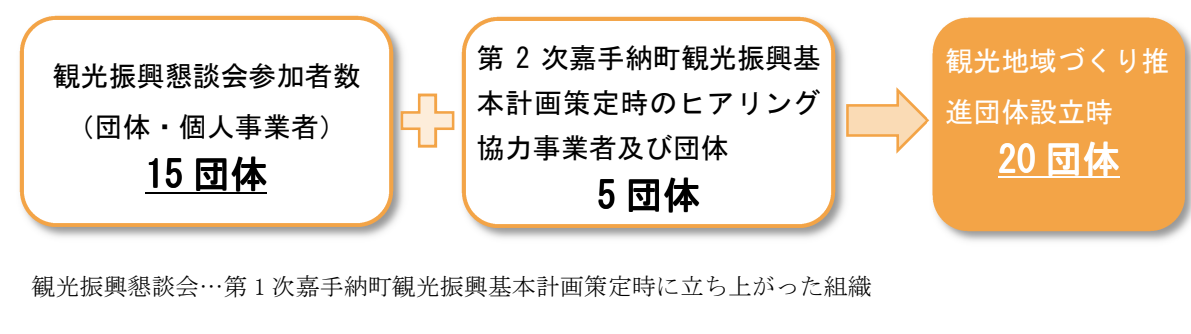 観光振興懇談会参加者数
（団体・個人事業者）
15 団体
第 2 次嘉手納町観光振興基
本計画策定時のヒアリング
協力事業者及び団体
5 団体
観光地域づくり推
進団体設立時
20 団体
観光振興懇談会…第 1 次嘉手納町観光振興基本計画策定時に立ち上がった組織